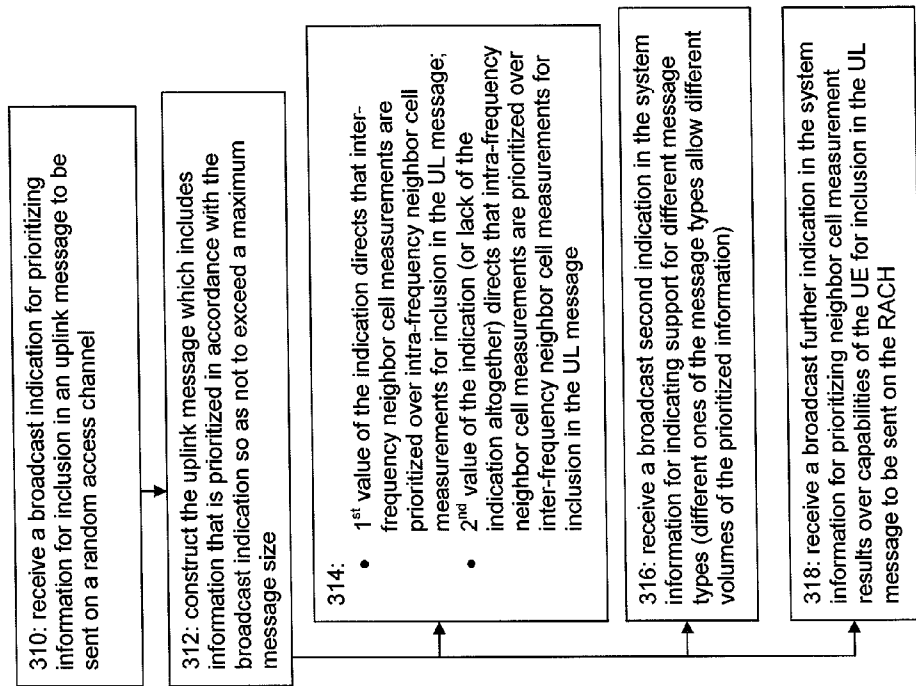 310: receive a broadcast indication for prioritizing
information for inclusion in an uplink message to be
sent on a random access channel
312: construct the uplink message which includes
information that is prioritized in accordance with the
broadcast indication so as not to exceed a maximum
message size
314:
• 1st value of the indication directs that inter-
frequency neighbor cell measurements are
prioritized over intra-frequency neighbor cell
measurements for inclusion in the UL message;
• 2nd value of the indication (or lack of the
indication altogether) directs that intra-frequency
neighbor cell measurements are prioritized over
inter-frequency neighbor cell measurements for
inclusion in the UL message
316: receive a broadcast second indication in the system
information for indicating support for different message
types (different ones of the message types allow different
volumes of the prioritized information)
318: receive a broadcast further indication in the system
information for prioritizing neighbor cell measurement
results over capabilities of the UE for inclusion in the UL
message to be sent on the RACH